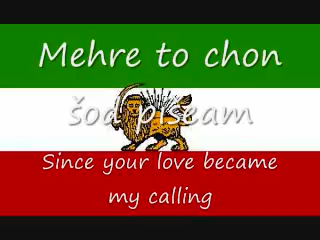 Mehre to chon
šod pišeam
Since your love became
my calling